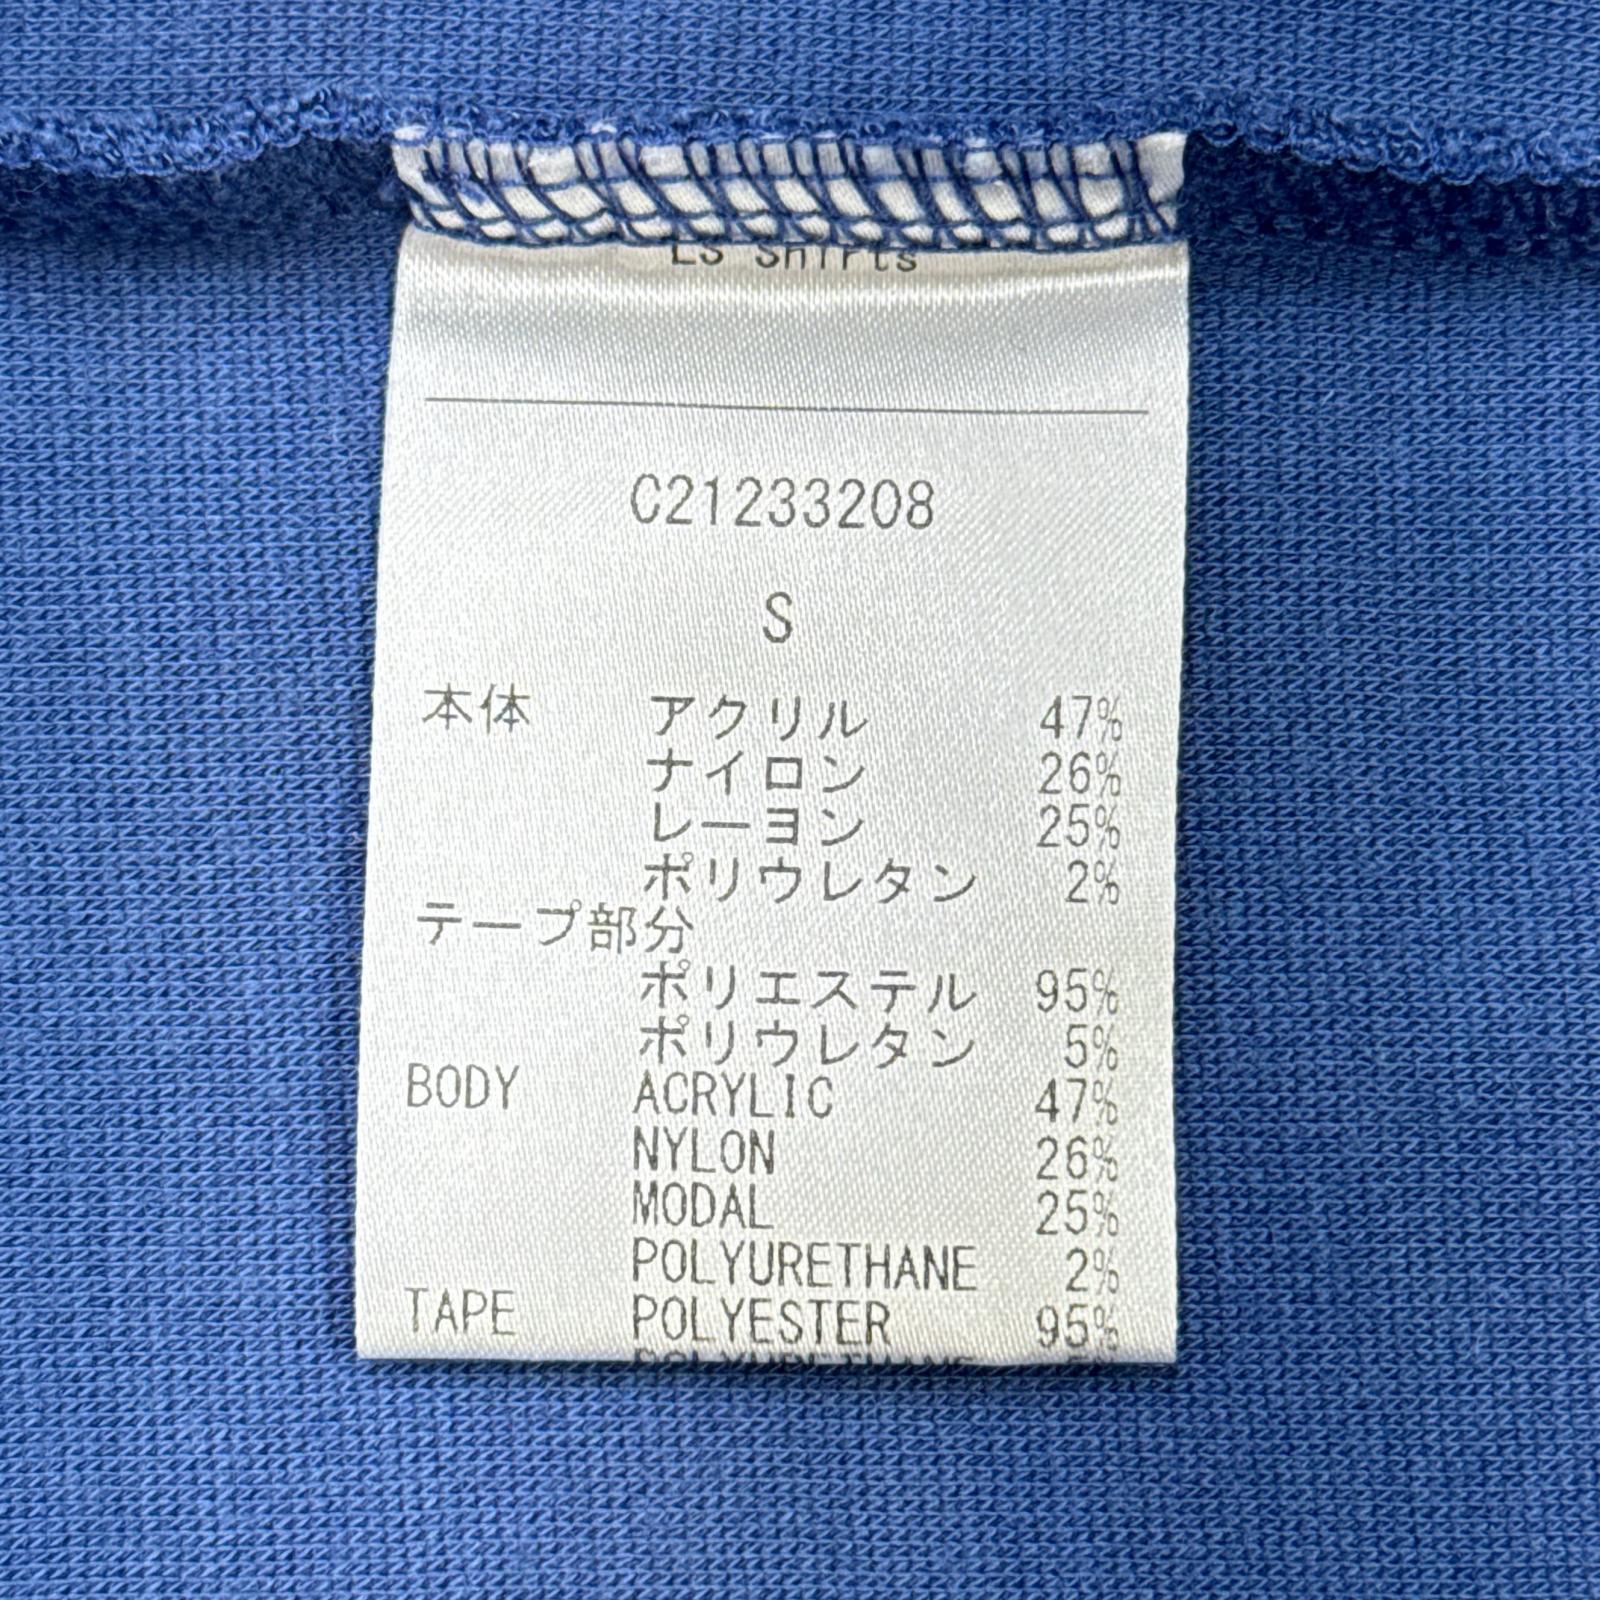 LS Shirts
C21233208
S
本体 アクリル 47%
ナイロン 26%
レーヨン 25%
ポリウレタン 2%
テープ部分
ポリエステル 95%
ポリウレタン 5%
BODY ACRYLIC 47%
NYLON 26%
MODAL 25%
POLYURETHANE 2%
TAPE POLYESTER 95%